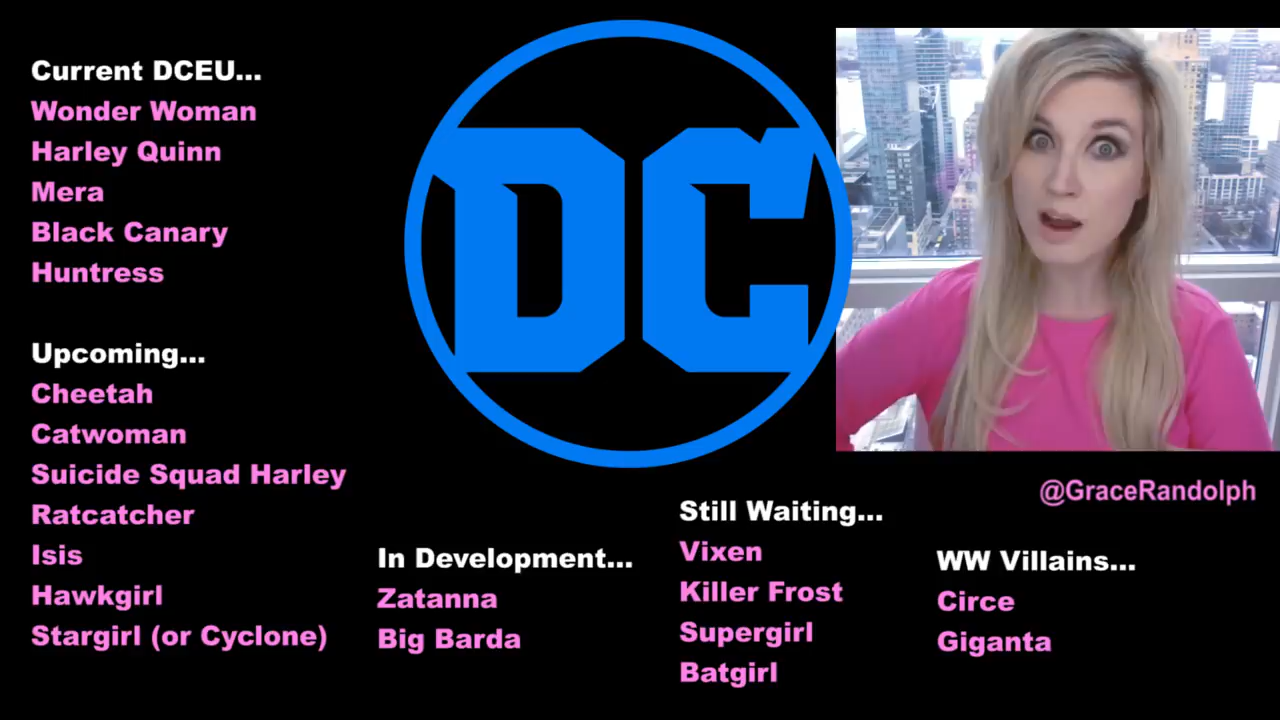 Current DCEU...
Wonder Woman
Harley Quinn
Mera
Black Canary
Huntress
Upcoming...
Cheetah
Catwoman
Suicide Squad Harley
Ratcatcher
Isis
Hawkgirl
Stargirl (or Cyclone)
DC
In Development...
Zatanna
Big Barda
Still Waiting...
Vixen
Killer Frost
Supergirl
Batgirl
@GraceRandolph
WW Villains...
Circe
Giganta